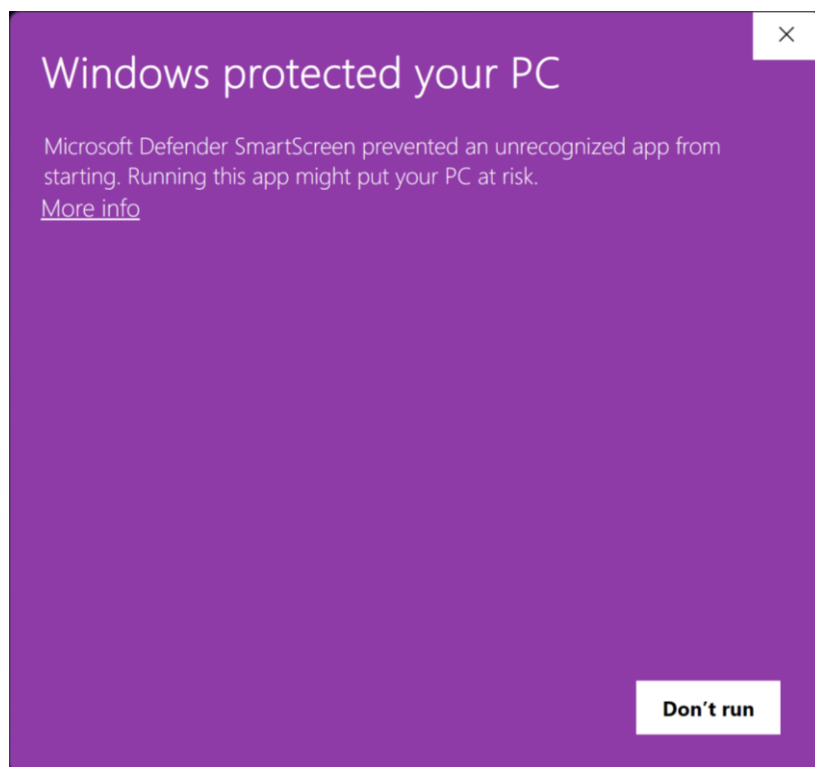 Windows protected your PC
Microsoft Defender SmartScreen prevented an unrecognized app from
starting. Running this app might put your PC at risk.
More info
Don’t run